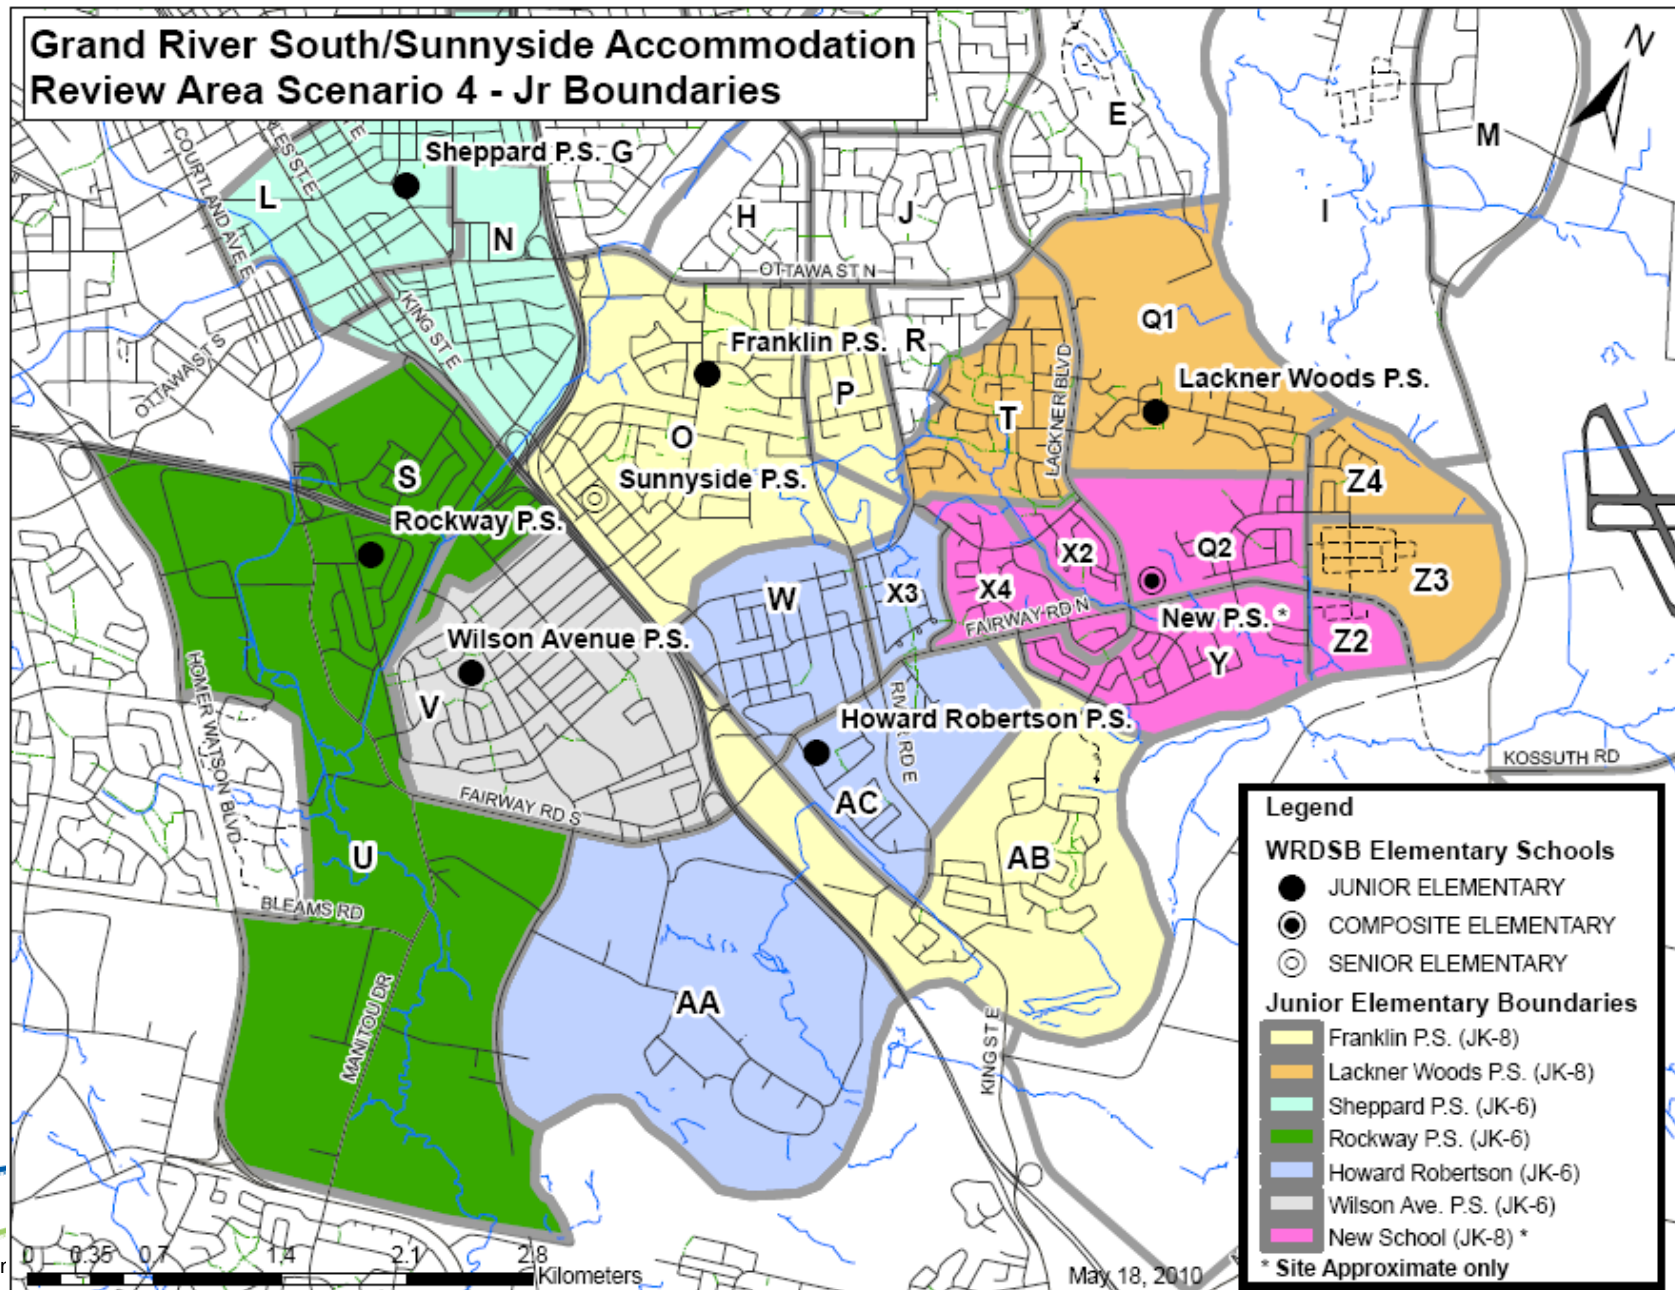 Grand River South/Sunnyside Accommodation
Review Area Scenario 4 - Jr Boundaries
N
E
M
COURTLAND AVE E
Sheppard P.S. G
L
H
J
I
N
OTTAWA ST N
KING ST E
Q1
OTTAWA ST S
Franklin P.S.
R
LACKNER BLVD
Lackner Woods P.S.
P
T
O
S
Sunnyside P.S.
Z4
Rockway P.S.
X2
Q2
Z3
W
X3
X4
FAIRWAY RD N
New P.S. *
Wilson Avenue P.S.
Z2
Y
HOMER WATSON BLVD
V
RIVER RD E
Howard Robertson P.S.
KOSSUTH RD
FAIRWAY RD S
AC
U
AB
BLEAMS RD
AA
MANITOU DR
KING ST E
Legend
WRDSB Elementary Schools
JUNIOR ELEMENTARY
COMPOSITE ELEMENTARY
SENIOR ELEMENTARY
Junior Elementary Boundaries
Franklin P.S. (JK-8)
Lackner Woods P.S. (JK-8)
Sheppard P.S. (JK-6)
Rockway P.S. (JK-6)
Howard Robertson (JK-6)
Wilson Ave. P.S. (JK-6)
New School (JK-8) *
* Site Approximate only
0 0.35 0.7 1.4 2.1 2.8
Kilometers
May 18, 2010